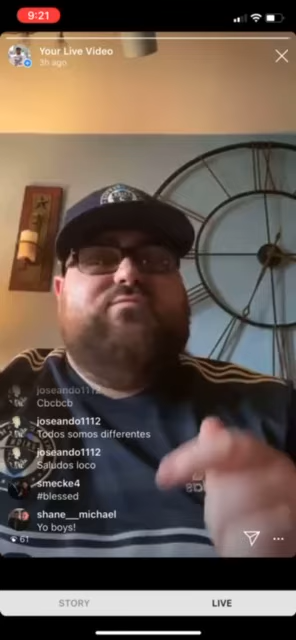 9:21
Your Live Video
3h ago
joseando1112
Cbcbcb
joseando1112
Todos somos differentes
joseando1112
Saludos loco
smecke4
#blessed
shane__michael
Yo boys!
61
STORY
LIVE